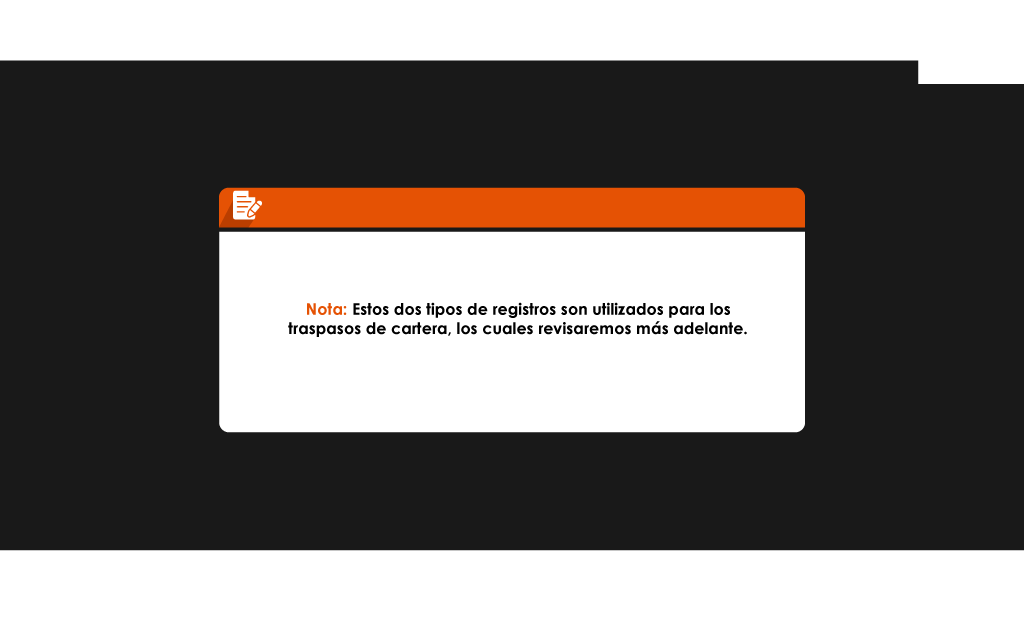 Nota: Estos dos tipos de registros son utilizados para los
traspasos de cartera, los cuales revisaremos más adelante.